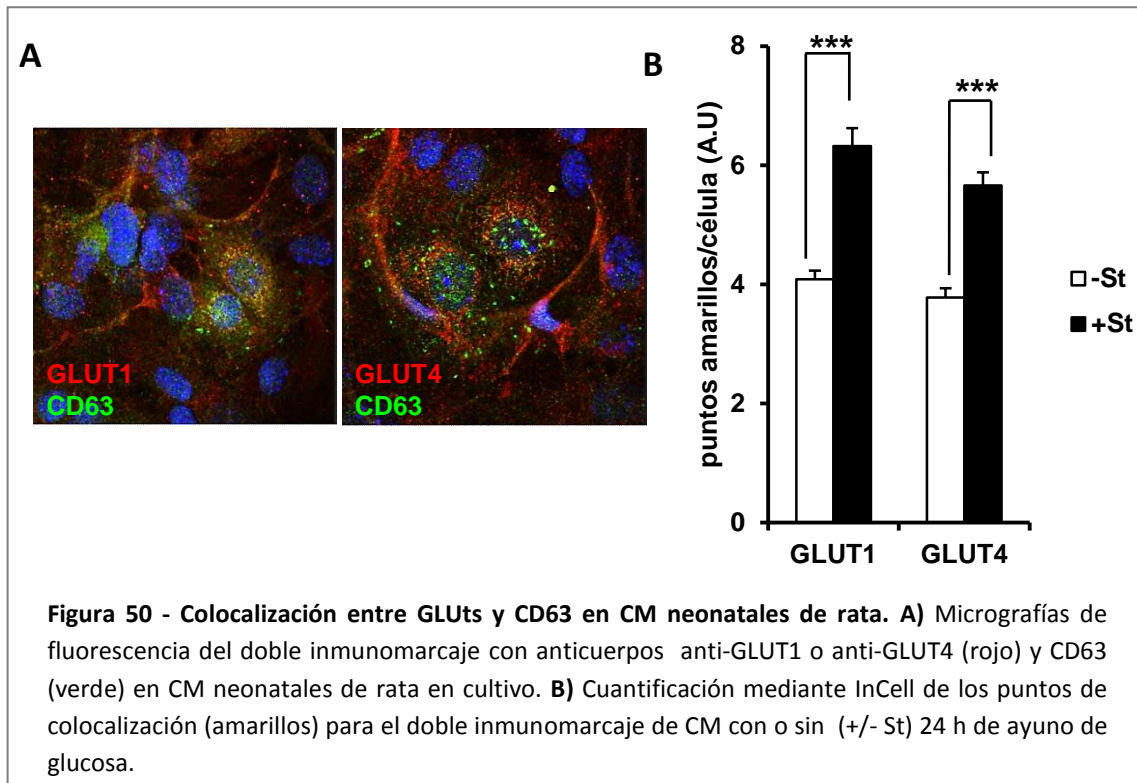 A
GLUT1
CD63
GLUT4
CD63
B
puntos amarillos/célula (A.U)
8
6
4
2
0
***
***
GLUT1
GLUT4
-St
+St
Figura 50 - Colocalización entre GLUts y CD63 en CM neonatales de rata. A) Micrografías de
fluorescencia del doble inmunomarcaje con anticuerpos anti-GLUT1 o anti-GLUT4 (rojo) y CD63
(verde) en CM neonatales de rata en cultivo. B) Cuantificación mediante InCell de los puntos de
colocalización (amarillos) para el doble inmunomarcaje de CM con o sin (+/- St) 24 h de ayuno de
glucosa.